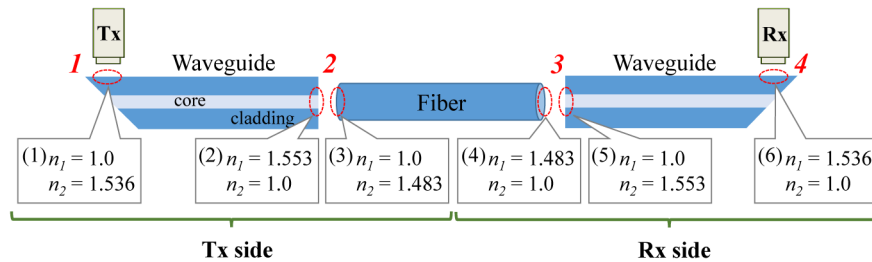 Tx
Rx
1
2
3
4
Waveguide
Waveguide
core
cladding
Fiber
(1) n1 = 1.0
n2 = 1.536
(2) n1 = 1.553
n2 = 1.0
(3) n1 = 1.0
n2 = 1.483
(4) n1 = 1.483
n2 = 1.0
(5) n1 = 1.0
n2 = 1.553
(6) n1 = 1.536
n2 = 1.0
Tx side
Rx side